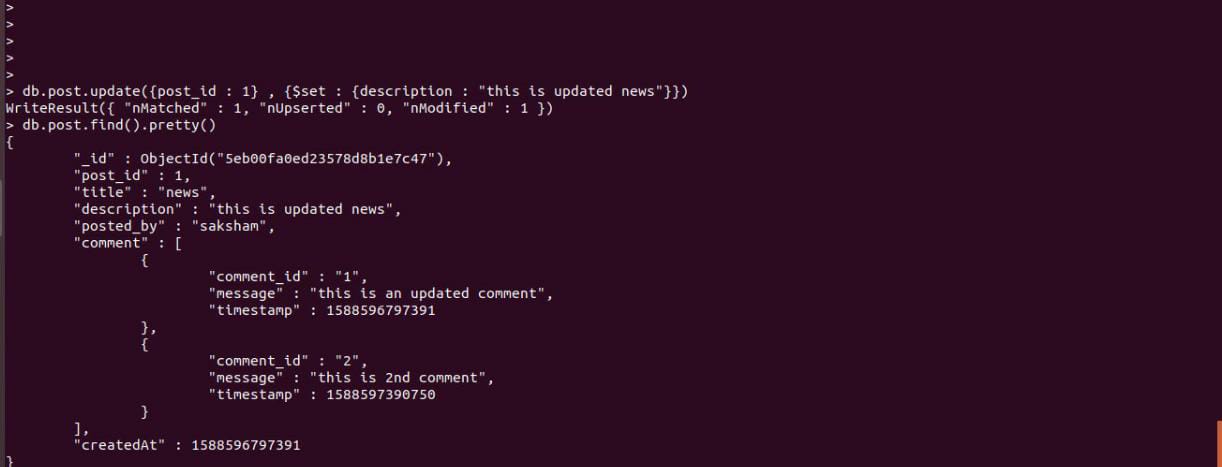 >
>
>
>
>
> db.post.update({post_id : 1} , {$set : {description : "this is updated news"}})
WriteResult({ "nMatched" : 1, "nUpserted" : 0, "nModified" : 1 })
> db.post.find().pretty()
{
        "_id" : ObjectId("5eb00fa0ed23578d8b1e7c47"),
        "post_id" : 1,
        "title" : "news",
        "description" : "this is updated news",
        "posted_by" : "saksham",
        "comment" : [
                {
                        "comment_id" : "1",
                        "message" : "this is an updated comment",
                        "timestamp" : 1588596797391
                },
                {
                        "comment_id" : "2",
                        "message" : "this is 2nd comment",
                        "timestamp" : 1588597390750
                }
        ],
        "createdAt" : 1588596797391
}